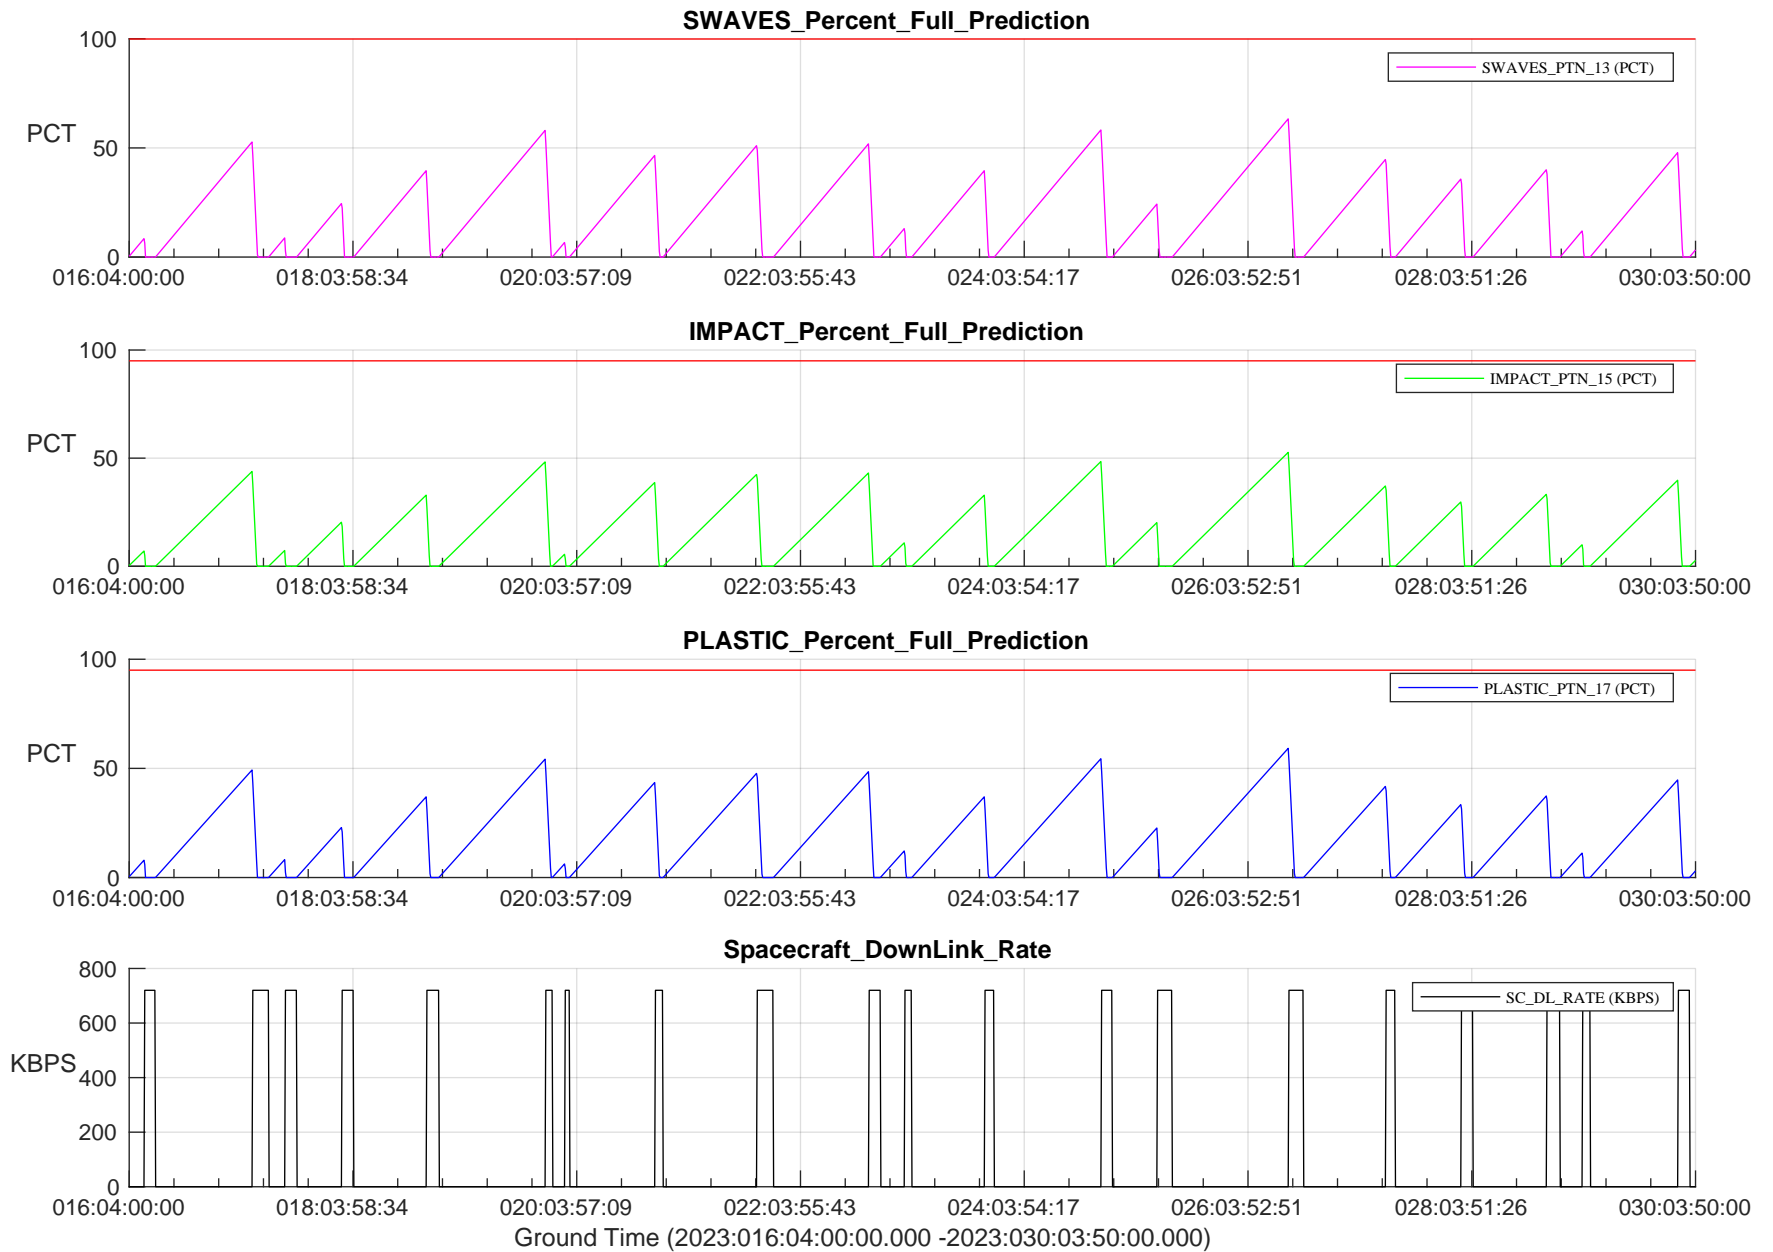 SWAVES_Percent_Full_Prediction
100
SWAVES_PTN_13 (PCT)
PCT
50
0
016:04:00:00 018:03:58:34 020:03:57:09 022:03:55:43 024:03:54:17 026:03:52:51 028:03:51:26 030:03:50:00
IMPACT_Percent_Full_Prediction
100
IMPACT_PTN_15 (PCT)
PCT
50
0
016:04:00:00 018:03:58:34 020:03:57:09 022:03:55:43 024:03:54:17 026:03:52:51 028:03:51:26 030:03:50:00
PLASTIC_Percent_Full_Prediction
100
PLASTIC_PTN_17 (PCT)
PCT
50
0
016:04:00:00 018:03:58:34 020:03:57:09 022:03:55:43 024:03:54:17 026:03:52:51 028:03:51:26 030:03:50:00
Spacecraft_DownLink_Rate
800
SC_DL_RATE (KBPS)
600
KBPS
400
200
0
016:04:00:00 018:03:58:34 020:03:57:09 022:03:55:43 024:03:54:17 026:03:52:51 028:03:51:26 030:03:50:00
Ground Time (2023:016:04:00:00.000 -2023:030:03:50:00.000)